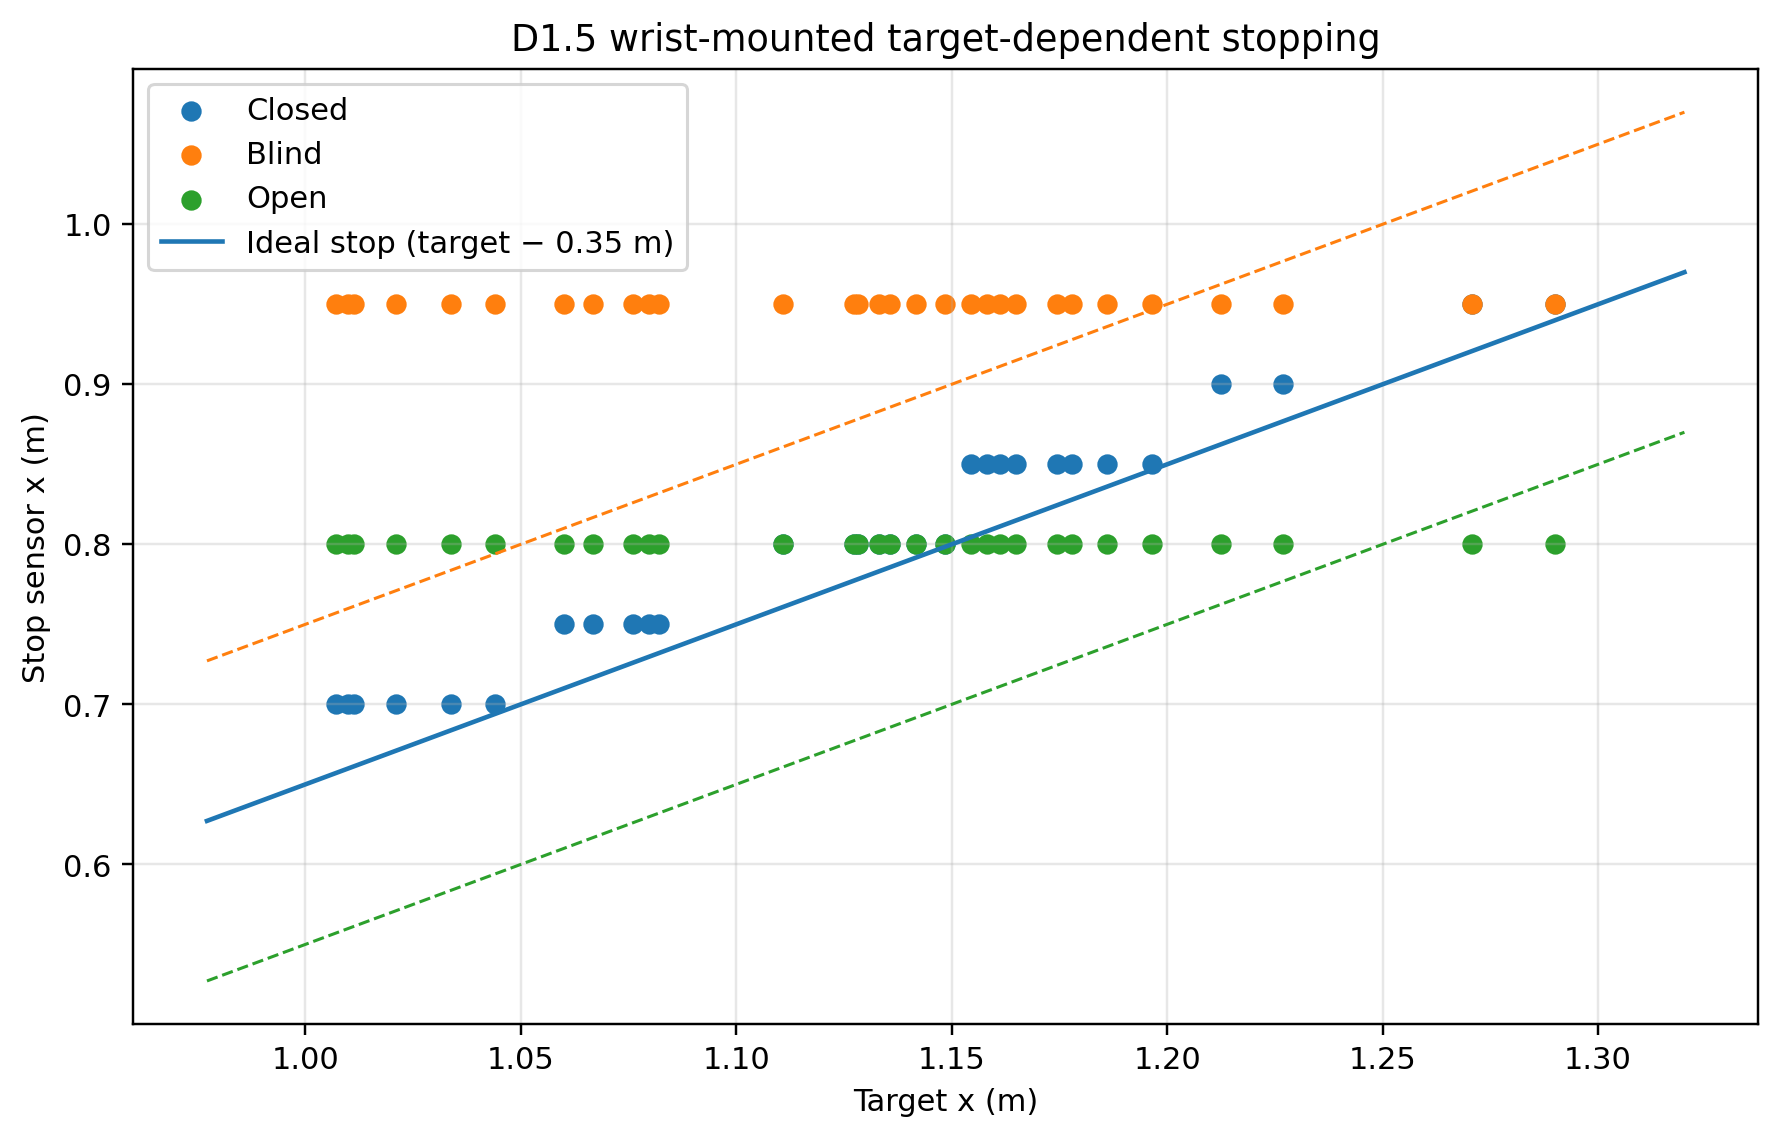 D1.5 wrist-mounted target-dependent stopping
Closed
Blind
Open
Ideal stop (target − 0.35 m)
1.0
0.9
0.8
0.7
0.6
Stop sensor x (m)
1.00 1.05 1.10 1.15 1.20 1.25 1.30
Target x (m)